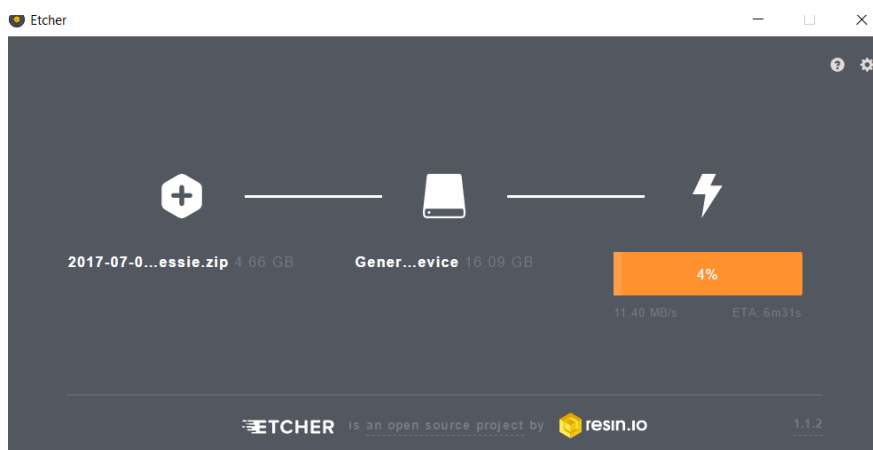 Etcher
2017-07-0...essie.zip 4.66 GB
Gener...evice 16.09 GB
4%
11.40 MB/s ETA: 6m31s
ETCHER is an open source project by resin.io 1.1.2